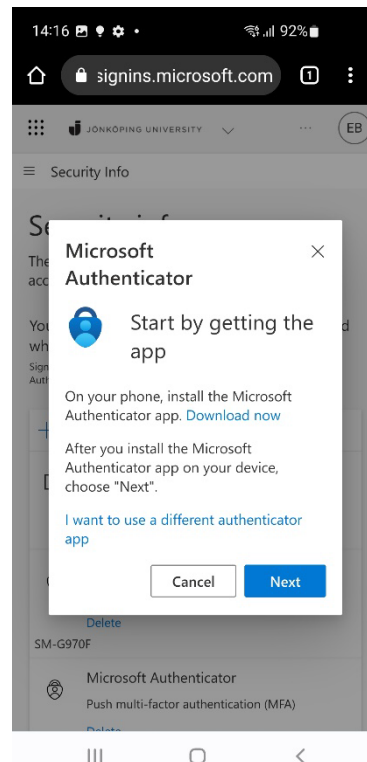 14:16 92%
signins.microsoft.com 1
JÖNKÖPING UNIVERSITY ... EB
Security Info
Microsoft
Authenticator
Start by getting the
app
On your phone, install the Microsoft
Authenticator app. Download now
After you install the Microsoft
Authenticator app on your device,
choose "Next".
I want to use a different authenticator
app
Cancel Next
Delete
SM-G970F
Microsoft Authenticator
Push multi-factor authentication (MFA)
Delete